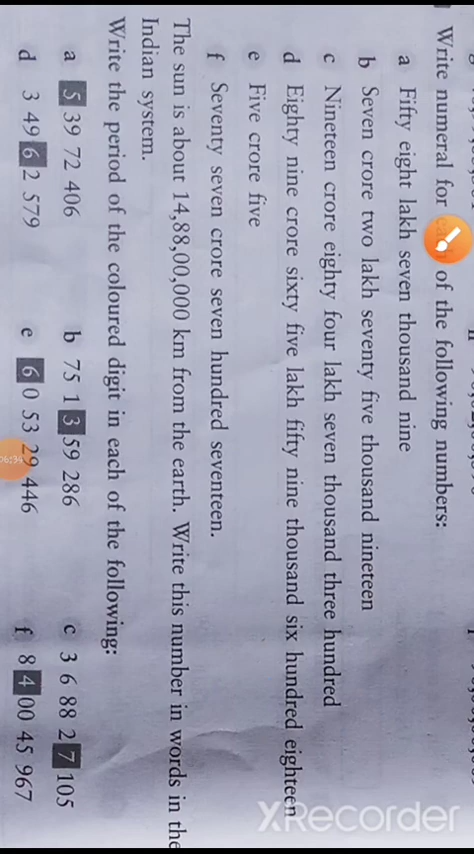 Write numeral for of the following numbers:
a Fifty eight lakh seven thousand nine
b Seven crore two lakh seventy five thousand nineteen
c Nineteen crore eighty four lakh seven thousand three hundred
d Eighty nine crore sixty five lakh fifty nine thousand six hundred eighteen
e Five crore five
f Seventy seven crore seven hundred seventeen.
The sun is about 14,88,00,000 km from the earth. Write this number in words in the
Indian system.
Write the period of the coloured digit in each of the following:
a 5 39 72 406 b 75 1 3 59 286 c 3 6 88 2 7 105
d 3 49 6 2 579 e 6 0 53 29 446 f 8 4 00 45 967
XRecorder